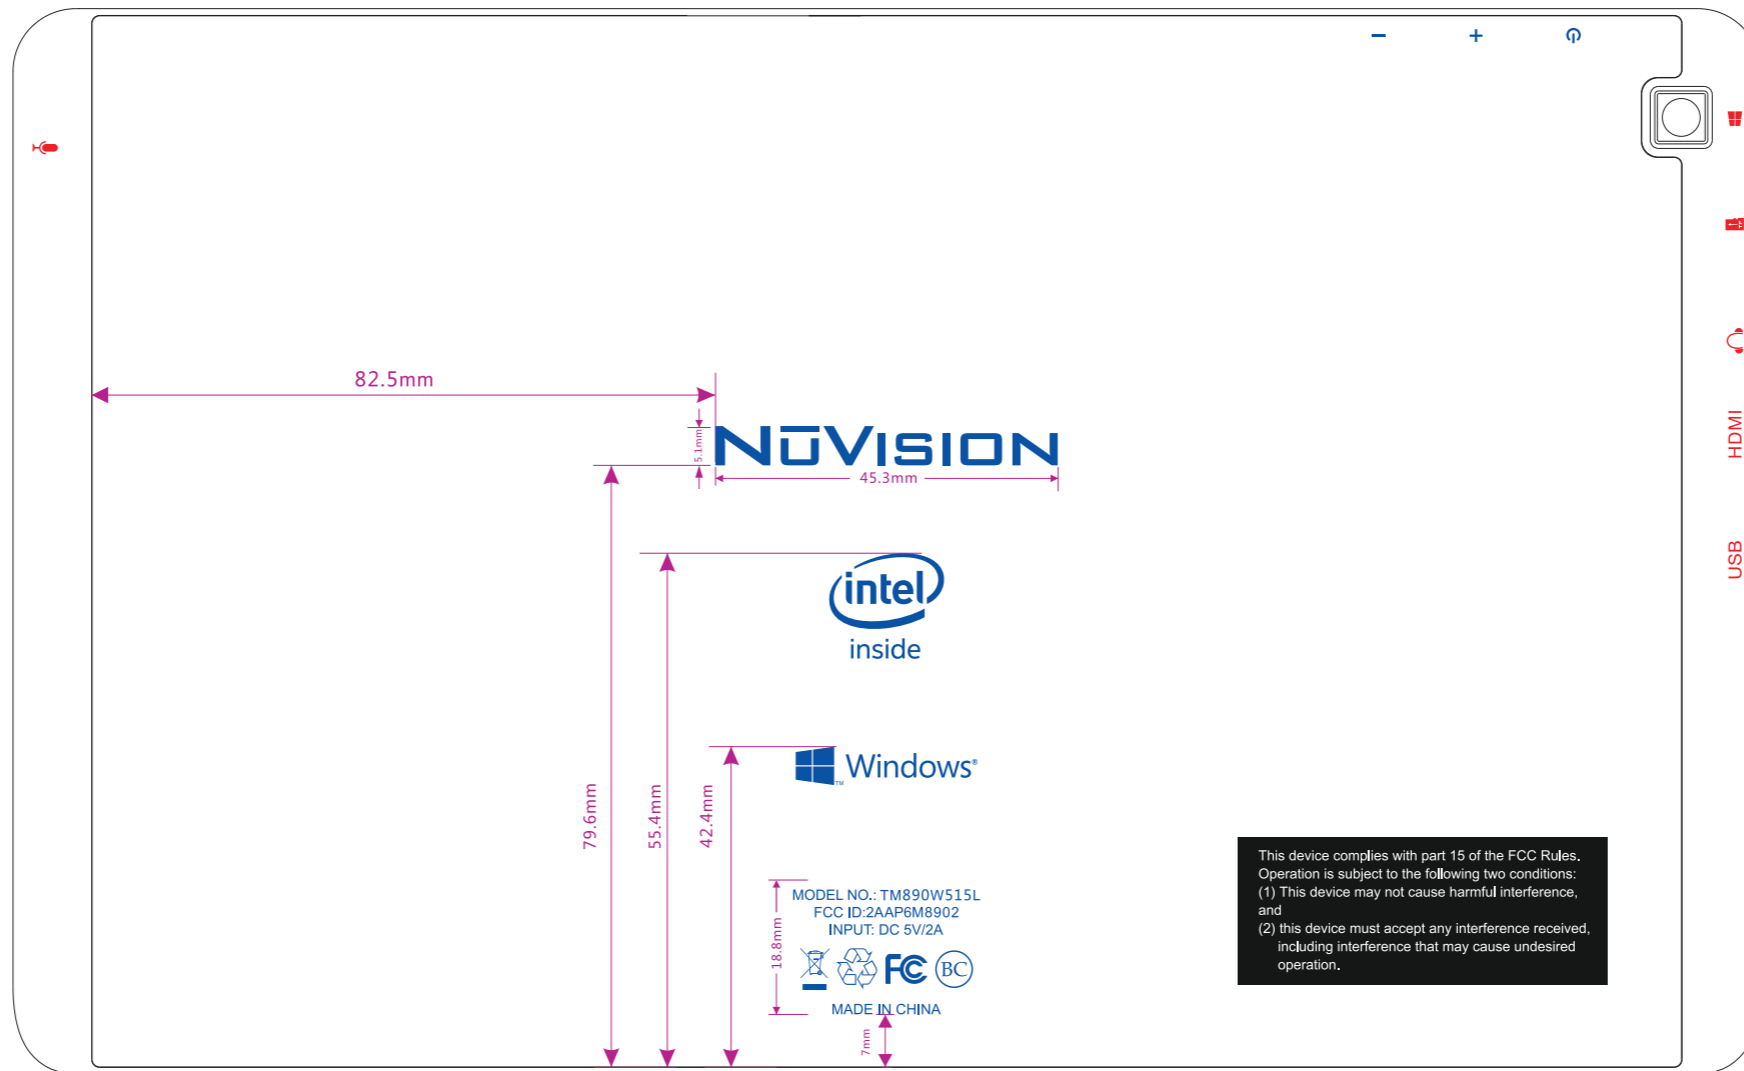 − + 
82.5mm
5.1mm
NūVISION
45.3mm
HDMI
USB
intel
inside
Windows®
TM
79.6mm
55.4mm
42.4mm
MODEL NO.: TM890W515L
FCC ID:2AAP6M8902
INPUT: DC 5V/2A
18.8mm
FC BC
MADE IN CHINA
7mm
This device complies with part 15 of the FCC Rules.
Operation is subject to the following two conditions:
(1) This device may not cause harmful interference,
and
(2) this device must accept any interference received,
including interference that may cause undesired
operation.